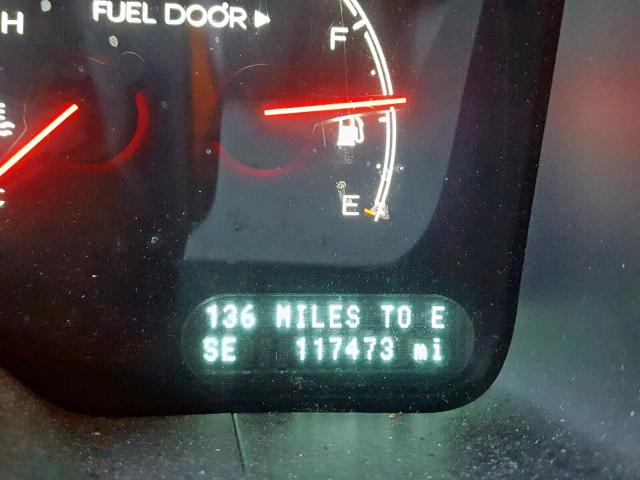 H
FUEL DOOR ▶
F
E
C
136 MILES TO E
SE 117473 mi